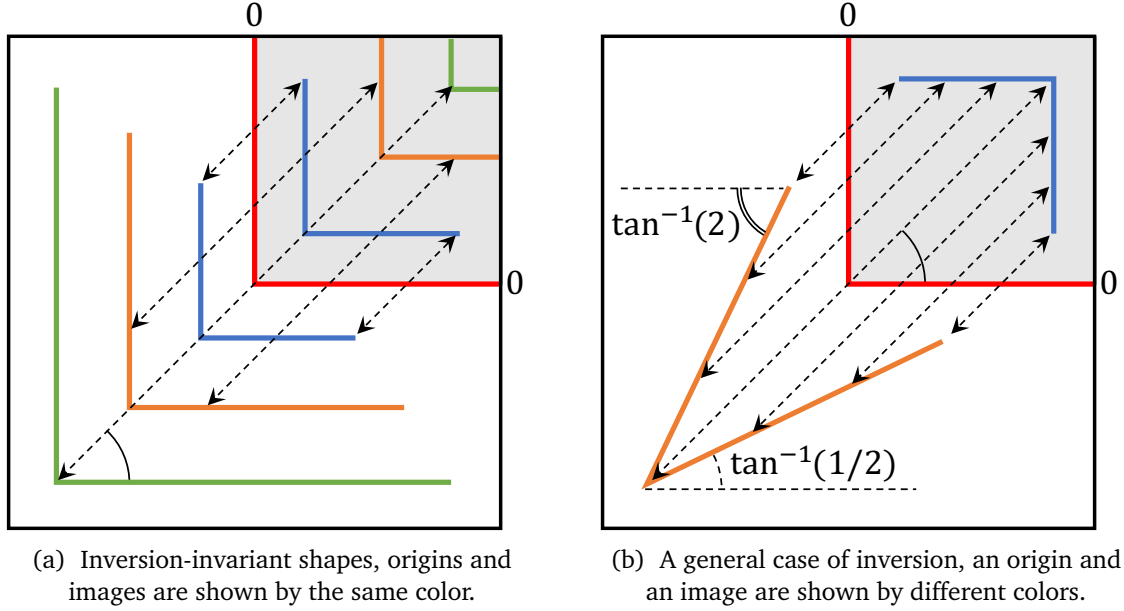 0
0
0
0
tan⁻¹(2)
tan⁻¹(1/2)
(a) Inversion-invariant shapes, origins and
images are shown by the same color.
(b) A general case of inversion, an origin and
an image are shown by different colors.